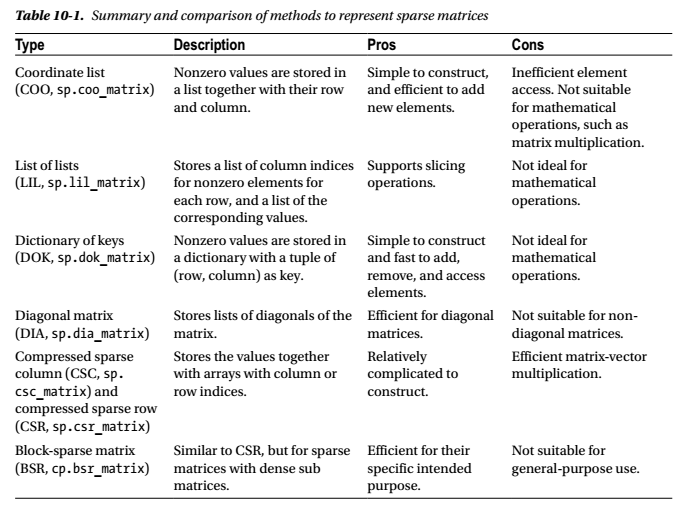 Table 10-1. Summary and comparison of methods to represent sparse matrices
Type Description Pros Cons
Coordinate list
(COO, sp.coo_matrix)
Nonzero values are stored in
a list together with their row
and column.
Simple to construct,
and efficient to add
new elements.
Inefficient element
access. Not suitable
for mathematical
operations, such as
matrix multiplication.
List of lists
(LIL, sp.lil_matrix)
Stores a list of column indices
for nonzero elements for
each row, and a list of the
corresponding values.
Supports slicing
operations.
Not ideal for
mathematical
operations.
Dictionary of keys
(DOK, sp.dok_matrix)
Nonzero values are stored in
a dictionary with a tuple of
(row, column) as key.
Simple to construct
and fast to add,
remove, and access
elements.
Not ideal for
mathematical
operations.
Diagonal matrix
(DIA, sp.dia_matrix)
Stores lists of diagonals of the
matrix.
Efficient for diagonal
matrices.
Not suitable for non-
diagonal matrices.
Compressed sparse
column (CSC, sp.
csc_matrix) and
compressed sparse row
(CSR, sp.csr_matrix)
Stores the values together
with arrays with column or
row indices.
Relatively
complicated to
construct.
Efficient matrix-vector
multiplication.
Block-sparse matrix
(BSR, cp.bsr_matrix)
Similar to CSR, but for sparse
matrices with dense sub
matrices.
Efficient for their
specific intended
purpose.
Not suitable for
general-purpose use.